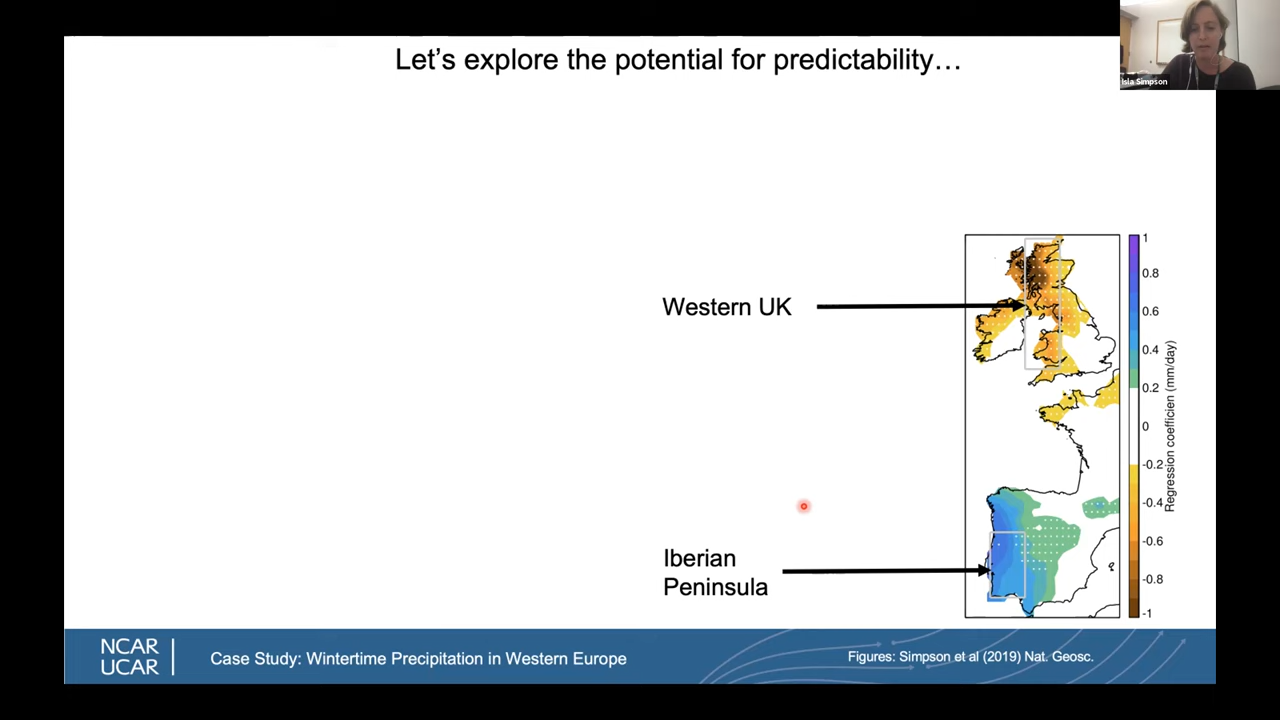 Let's explore the potential for predictability…
Isla Simpson
Western UK
Iberian
Peninsula
1
0.8
0.6
0.4
0.2
0
-0.2
-0.4
-0.6
-0.8
-1
Regression coefficien (mm/day)
NCAR
UCAR
Case Study: Wintertime Precipitation in Western Europe
Figures: Simpson et al (2019) Nat. Geosc.